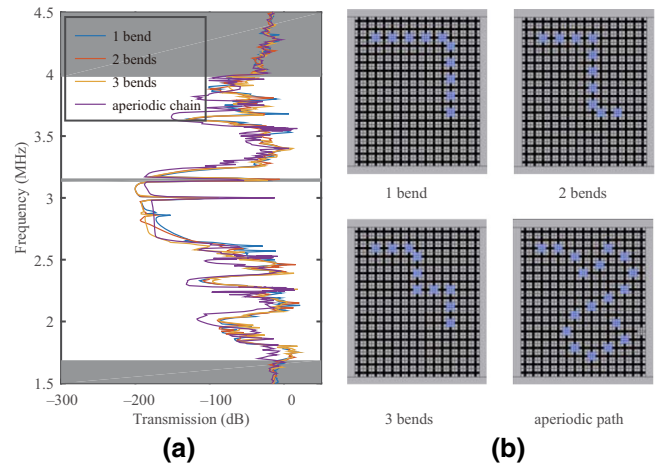 4.5
4
3.5
3
2.5
2
1.5
Frequency (MHz)
1 bend
2 bends
3 bends
aperiodic chain
–300
–200
–100
0
Transmission (dB)
(a)
1 bend
2 bends
3 bends
aperiodic path
(b)